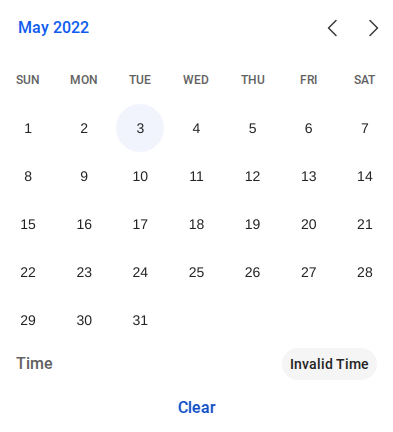 May 2022
SUN MON TUE WED THU FRI SAT
1 2 3 4 5 6 7
8 9 10 11 12 13 14
15 16 17 18 19 20 21
22 23 24 25 26 27 28
29 30 31
Time Invalid Time
Clear